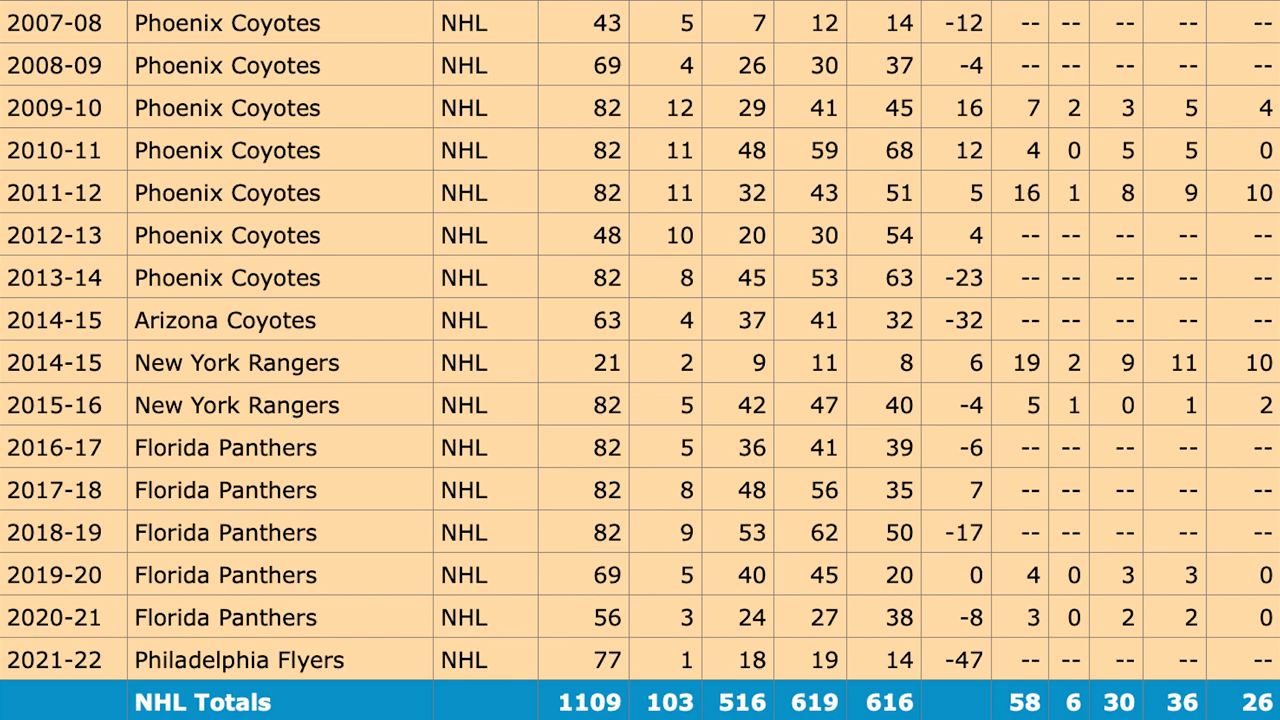 2007-08 Phoenix Coyotes NHL 43 5 7 12 14 -12 -- -- -- -- --
2008-09 Phoenix Coyotes NHL 69 4 26 30 37 -4 -- -- -- -- --
2009-10 Phoenix Coyotes NHL 82 12 29 41 45 16 7 2 3 5 4
2010-11 Phoenix Coyotes NHL 82 11 48 59 68 12 4 0 5 5 0
2011-12 Phoenix Coyotes NHL 82 11 32 43 51 5 16 1 8 9 10
2012-13 Phoenix Coyotes NHL 48 10 20 30 54 4 -- -- -- -- --
2013-14 Phoenix Coyotes NHL 82 8 45 53 63 -23 -- -- -- -- --
2014-15 Arizona Coyotes NHL 63 4 37 41 32 -32 -- -- -- -- --
2014-15 New York Rangers NHL 21 2 9 11 8 6 19 2 9 11 10
2015-16 New York Rangers NHL 82 5 42 47 40 -4 5 1 0 1 2
2016-17 Florida Panthers NHL 82 5 36 41 39 -6 -- -- -- -- --
2017-18 Florida Panthers NHL 82 8 48 56 35 7 -- -- -- -- --
2018-19 Florida Panthers NHL 82 9 53 62 50 -17 -- -- -- -- --
2019-20 Florida Panthers NHL 69 5 40 45 20 0 4 0 3 3 0
2020-21 Florida Panthers NHL 56 3 24 27 38 -8 3 0 2 2 0
2021-22 Philadelphia Flyers NHL 77 1 18 19 14 -47 -- -- -- -- --
NHL Totals 1109 103 516 619 616 58 6 30 36 26